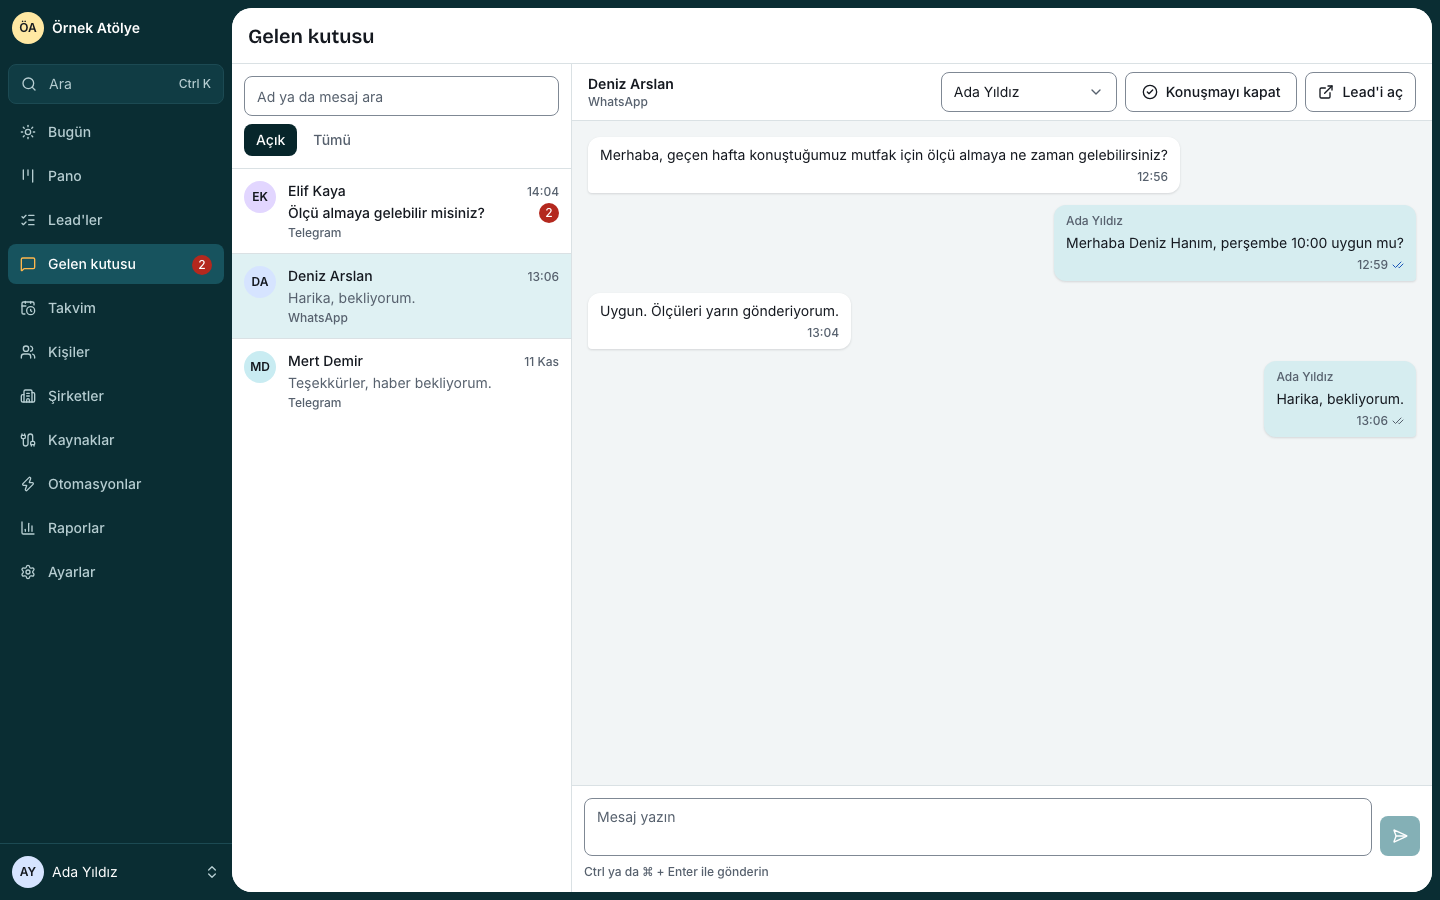 ÖA
Örnek Atölye
Ara
Ctrl K
Bugün
Pano
Lead'ler
Gelen kutusu
2
Takvim
Kişiler
Şirketler
Kaynaklar
Otomasyonlar
Raporlar
Ayarlar
AY
Ada Yıldız
Gelen kutusu
Ad ya da mesaj ara
Açık
Tümü
EK
Elif Kaya
14:04
Ölçü almaya gelebilir misiniz?
2
Telegram
DA
Deniz Arslan
13:06
Harika, bekliyorum.
WhatsApp
MD
Mert Demir
11 Kas
Teşekkürler, haber bekliyorum.
Telegram
Deniz Arslan
WhatsApp
Ada Yıldız
Konuşmayı kapat
Lead'i aç
Merhaba, geçen hafta konuştuğumuz mutfak için ölçü almaya ne zaman gelebilirsiniz?
12:56
Ada Yıldız
Merhaba Deniz Hanım, perşembe 10:00 uygun mu?
12:59
Uygun. Ölçüleri yarın gönderiyorum.
13:04
Ada Yıldız
Harika, bekliyorum.
13:06
Mesaj yazın
Ctrl ya da ⌘ + Enter ile gönderin